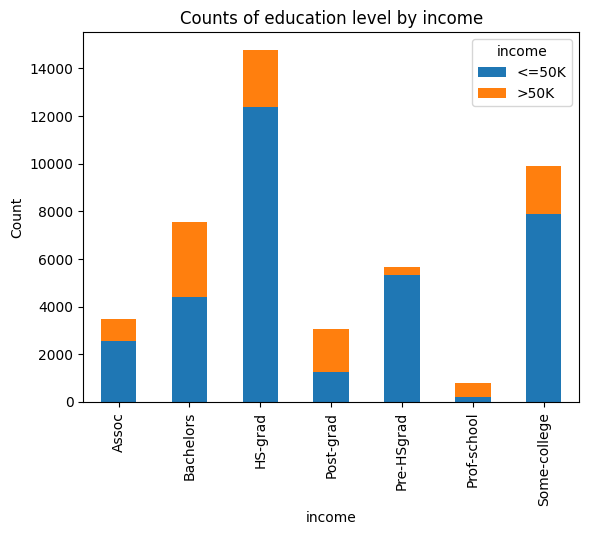 Counts of education level by income
income
<=50K
>50K
14000
12000
10000
8000
6000
4000
2000
0
Count
Assoc
Bachelors
HS-grad
Post-grad
Pre-HSgrad
Prof-school
Some-college
income